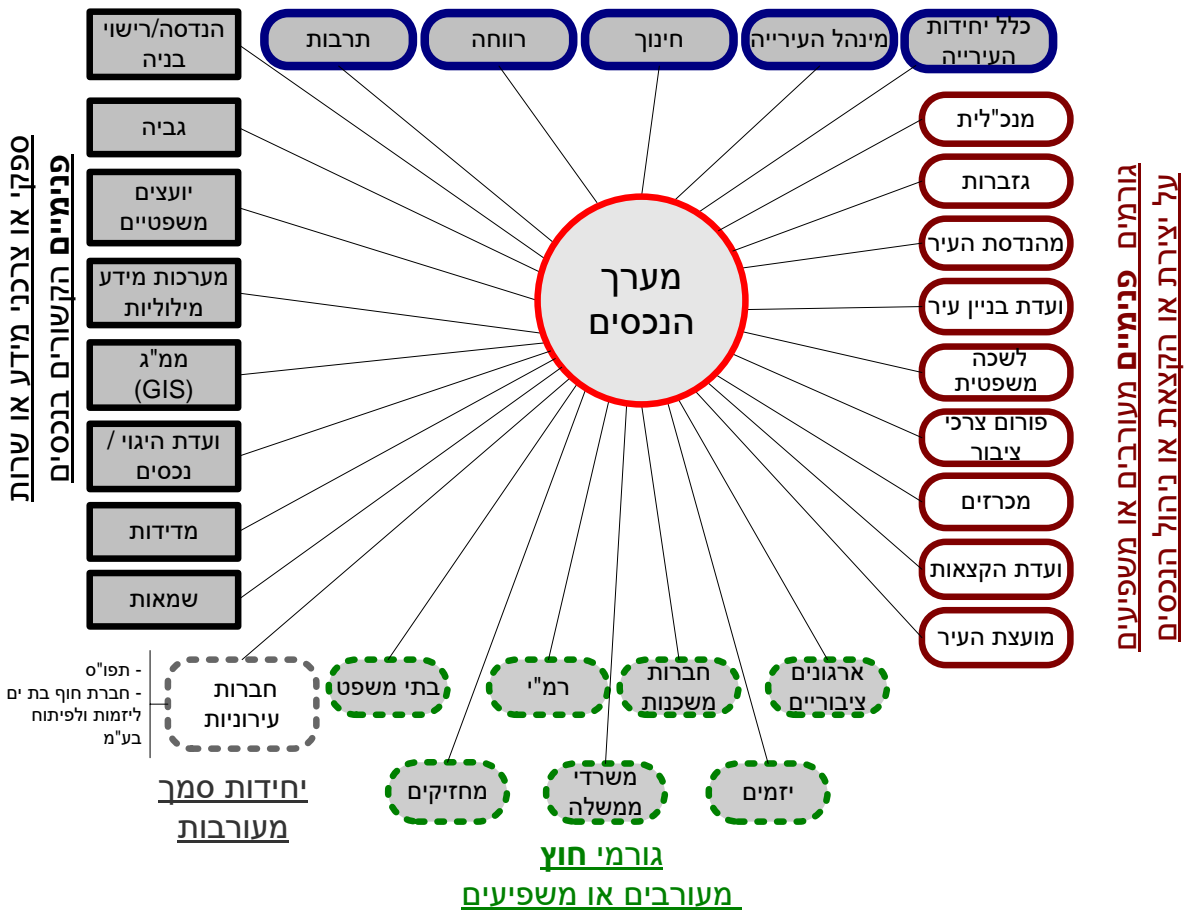 כלל יחידות
העירייה
מינהל העירייה
חינוך
רווחה
תרבות
הנדסה/רישוי
בניה
גביה
יועצים
משפטיים
מערכות מידע
מילוליות
ממ"ג
(GIS)
ועדת היגוי /
נכסים
מדידות
שמאות
ספקי או צרכני מידע או שרות
פנימיים הקשורים בנכסים
מערך
הנכסים
מנכ"לית
גזברות
מהנדסת העיר
ועדת בניין עיר
לשכה
משפטית
פורום צרכי
ציבור
מכרזים
ועדת הקצאות
מועצת העיר
גורמים פנימיים מעורבים או משפיעים
על יצירת או הקצאת או ניהול הנכסים
ארגונים
ציבוריים
חברות
משכנות
רמ"י
בתי משפט
חברות
עירוניות
- תפו"ס
- חברת חוף בת ים
ליזמות ולפיתוח
בע"מ
יזמים
משרדי
ממשלה
מחזיקים
יחידות סמך
מעורבות
גורמי חוץ
מעורבים או משפיעים